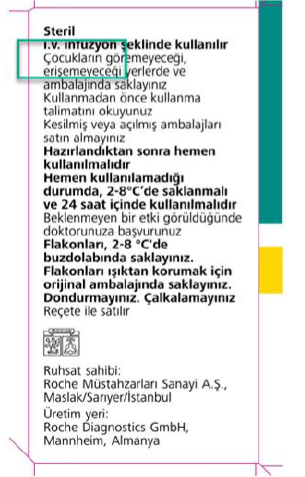 Steril
I.V. infüzyon şeklinde kullanılır
Çocukların göremeyeceği,
erişemeyeceği yerlerde ve
ambalajında saklayınız
Kullanmadan önce kullanma
talimatını okuyunuz
Kesilmiş veya açılmış ambalajları
satın almayınız
Hazırlandıktan sonra hemen
kullanılmalıdır
Hemen kullanılamadığı
durumda, 2-8°C’de saklanmalı
ve 24 saat içinde kullanılmalıdır
Beklenmeyen bir etki görüldüğünde
doktorunuza başvurunuz
Flakonları, 2-8 °C'de
buzdolabında saklayınız.
Flakonları ışıktan korumak için
orijinal ambalajında saklayınız.
Dondurmayınız. Çalkalamayınız
Reçete ile satılır
Ruhsat sahibi:
Roche Müstahzarları Sanayi A.Ş.,
Maslak/Sarıyer/İstanbul
Üretim yeri:
Roche Diagnostics GmbH,
Mannheim, Almanya